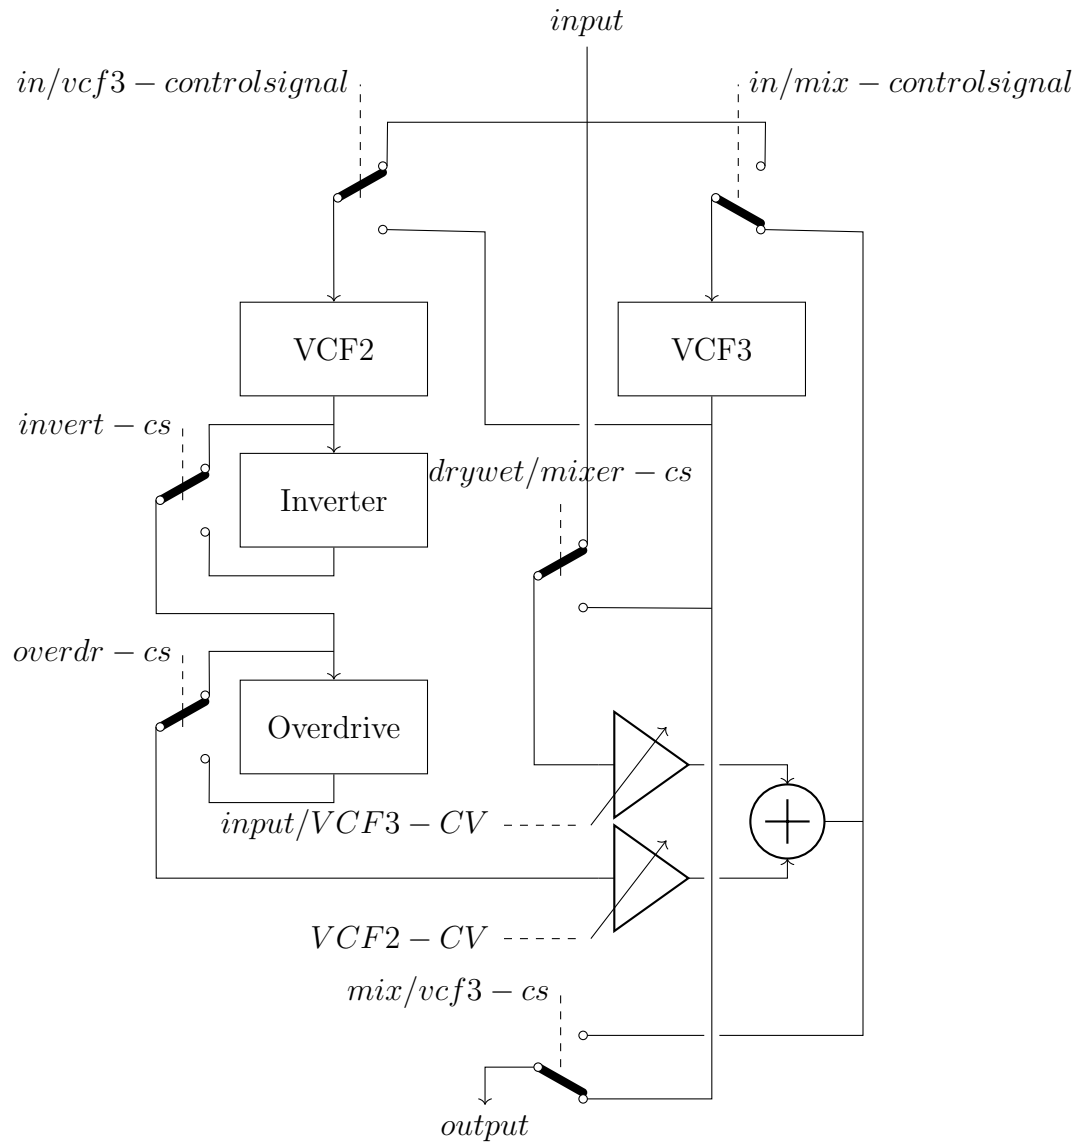 input
in/vcf3 − controlsignal
in/mix − controlsignal
VCF2
VCF3
invert − cs
drywet/mixer − cs
Inverter
overdr − cs
Overdrive
input/VCF3 − CV
VCF2 − CV
mix/vcf3 − cs
output